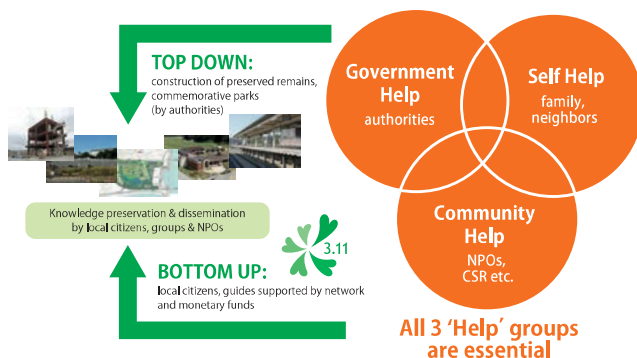 TOP DOWN:
construction of preserved remains,
commemorative parks
(by authorities)
Knowledge preservation & dissemination
by local citizens, groups & NPOs
3.11
BOTTOM UP:
local citizens, guides supported by network
and monetary funds
Government
Help
authorities
Self Help
family,
neighbors
Community
Help
NPOs,
CSR etc.
All 3 ‘Help’ groups
are essential